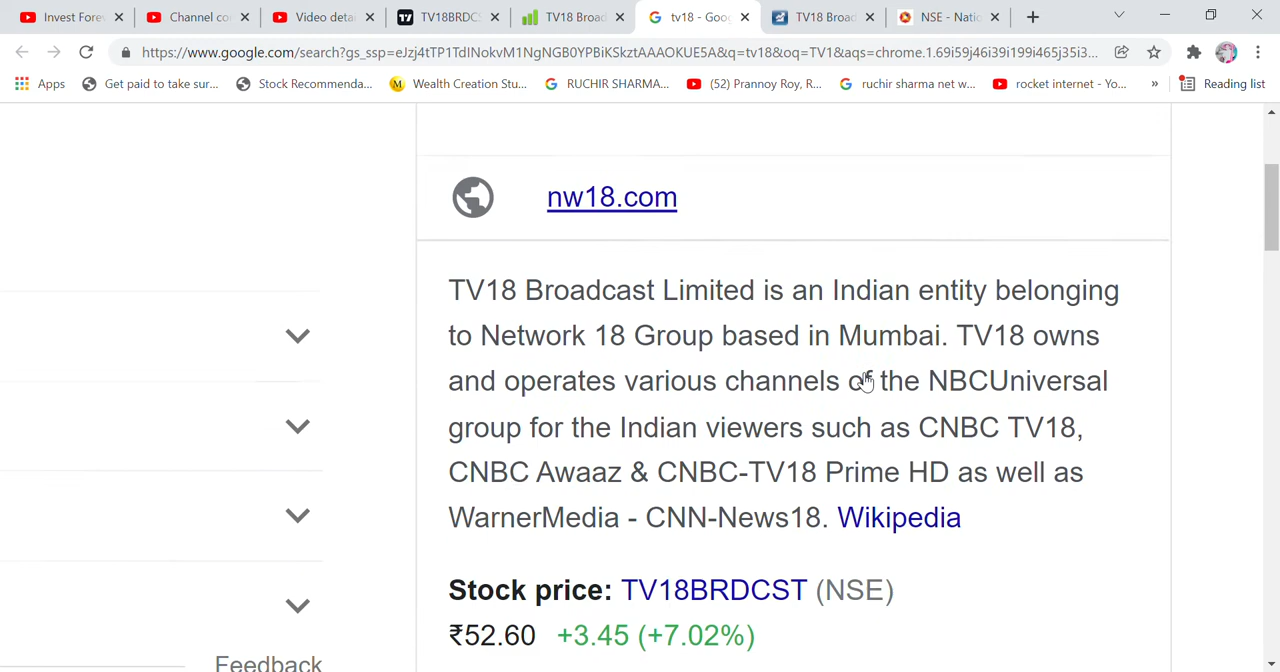 Invest Fore
Channel co
Video deta
TV18BRDCS
TV18 Broad
tv18 - Goo
TV18 Broad
NSE - Natio
https://www.google.com/search?gs_ssp=eJzj4tTP1TdINokvM1NgNGB0YPBiKSkztAAAOKUE5A&q=tv18&oq=TV1&aqs=chrome.1.69i59j46i39i199i465j35i3...
Apps
Get paid to take sur...
Stock Recommenda...
Wealth Creation Stu...
RUCHIR SHARMA...
(52) Prannoy Roy, R...
ruchir sharma net w...
rocket internet - Yo...
»
Reading list
nw18.com
TV18 Broadcast Limited is an Indian entity belonging
to Network 18 Group based in Mumbai. TV18 owns
and operates various channels of the NBCUniversal
group for the Indian viewers such as CNBC TV18,
CNBC Awaaz & CNBC-TV18 Prime HD as well as
WarnerMedia - CNN-News18. Wikipedia
Stock price: TV18BRDCST (NSE)
₹52.60 +3.45 (+7.02%)
Feedback